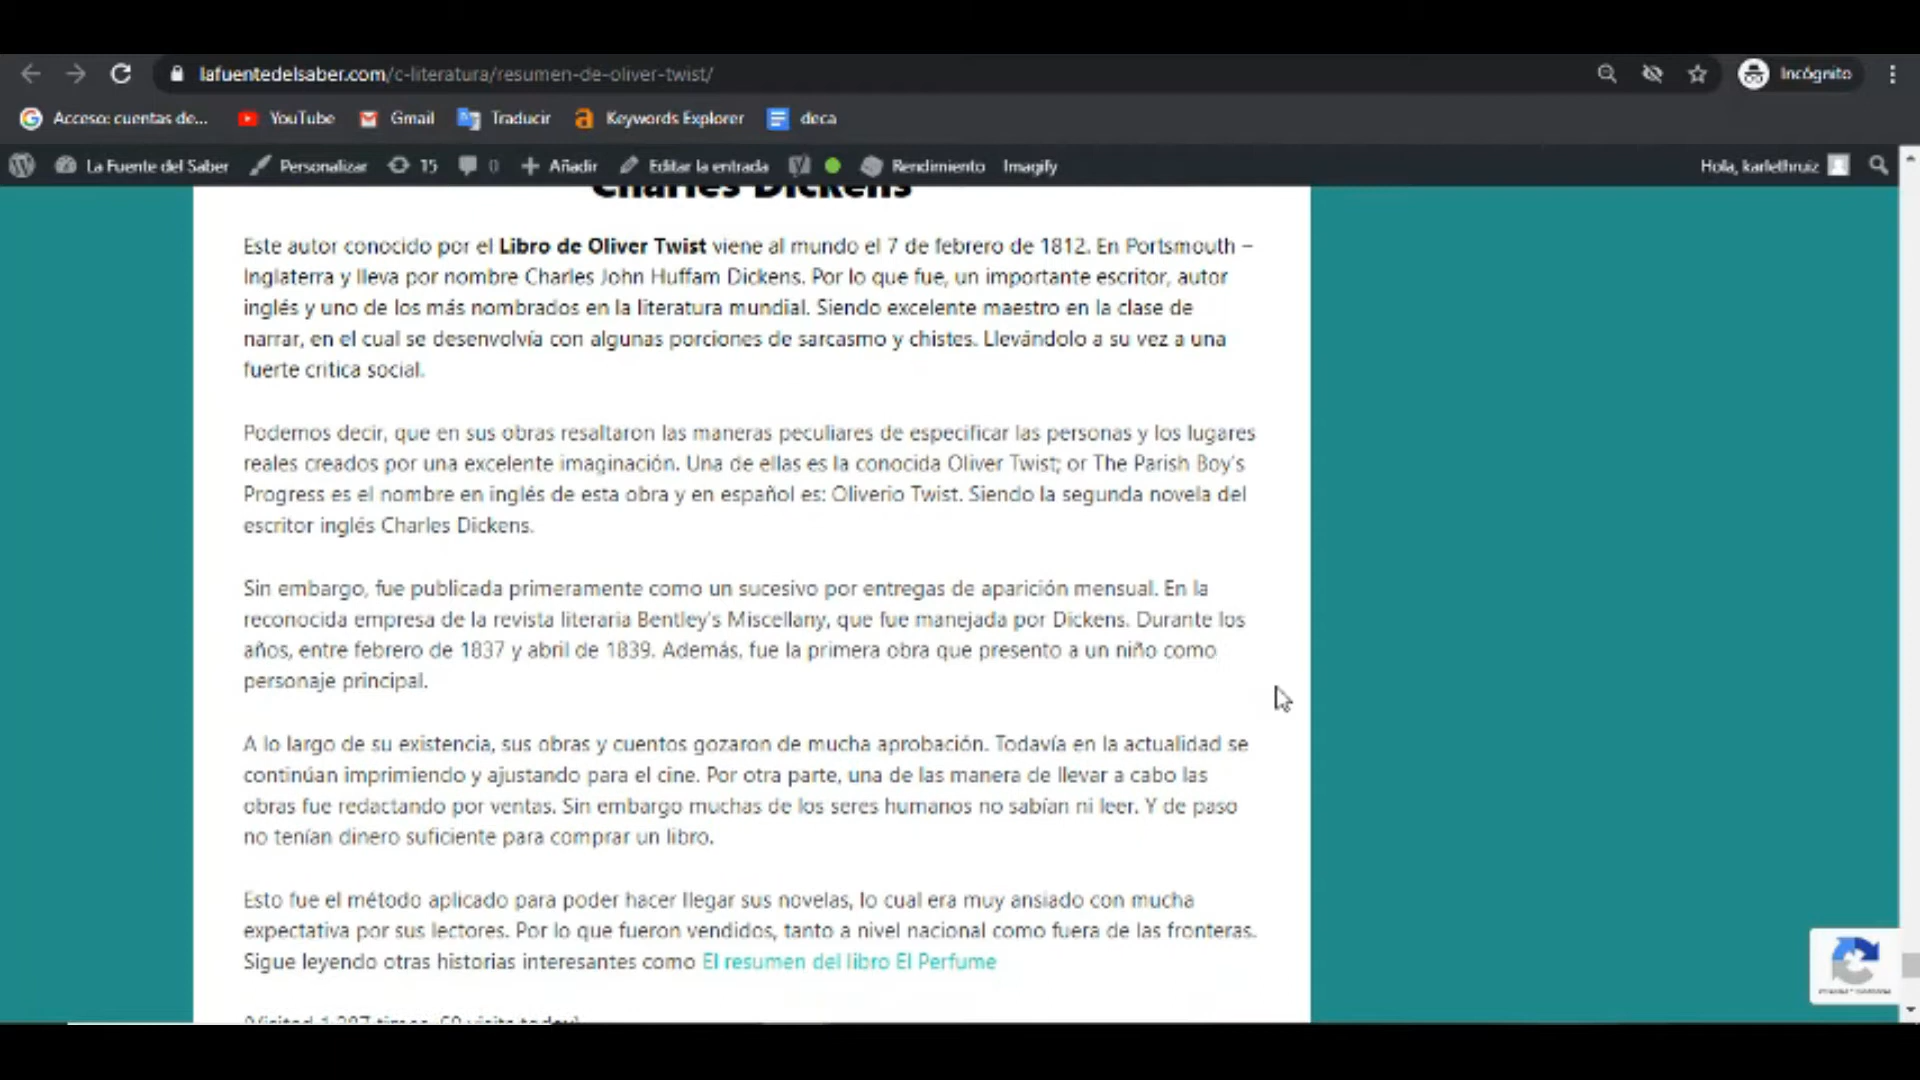 lafuentedelsaber.com/c-literatura/resumen-de-oliver-twist/
Incógnito
Acceso: cuentas de...
YouTube
Gmail
Traducir
Keywords Explorer
deca
La Fuente del Saber
Personalizar
15
0
Añadir
Editar la entrada
Rendimiento
Imagify
Hola, karlethruiz
Charles Dickens
Este autor conocido por el Libro de Oliver Twist viene al mundo el 7 de febrero de 1812. En Portsmouth –
Inglaterra y lleva por nombre Charles John Huffam Dickens. Por lo que fue, un importante escritor, autor
inglés y uno de los más nombrados en la literatura mundial. Siendo excelente maestro en la clase de
narrar, en el cual se desenvolvía con algunas porciones de sarcasmo y chistes. Llevándolo a su vez a una
fuerte critica social.
Podemos decir, que en sus obras resaltaron las maneras peculiares de especificar las personas y los lugares
reales creados por una excelente imaginación. Una de ellas es la conocida Oliver Twist; or The Parish Boy's
Progress es el nombre en inglés de esta obra y en español es: Oliverio Twist. Siendo la segunda novela del
escritor inglés Charles Dickens.
Sin embargo, fue publicada primeramente como un sucesivo por entregas de aparición mensual. En la
reconocida empresa de la revista literaria Bentley's Miscellany, que fue manejada por Dickens. Durante los
años, entre febrero de 1837 y abril de 1839. Además, fue la primera obra que presento a un niño como
personaje principal.
A lo largo de su existencia, sus obras y cuentos gozaron de mucha aprobación. Todavía en la actualidad se
continúan imprimiendo y ajustando para el cine. Por otra parte, una de las manera de llevar a cabo las
obras fue redactando por ventas. Sin embargo muchas de los seres humanos no sabían ni leer. Y de paso
no tenían dinero suficiente para comprar un libro.
Esto fue el método aplicado para poder hacer llegar sus novelas, lo cual era muy ansiado con mucha
expectativa por sus lectores. Por lo que fueron vendidos, tanto a nivel nacional como fuera de las fronteras.
Sigue leyendo otras historias interesantes como El resumen del libro El Perfume